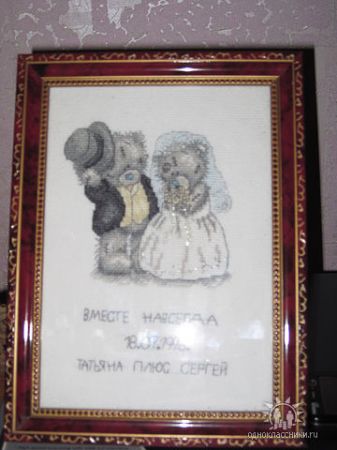 ВМЕСТЕ НАВСЕГДА
ТАТЬЯНА ПЛЮС СЕРГЕЙ
одноклассники.ru